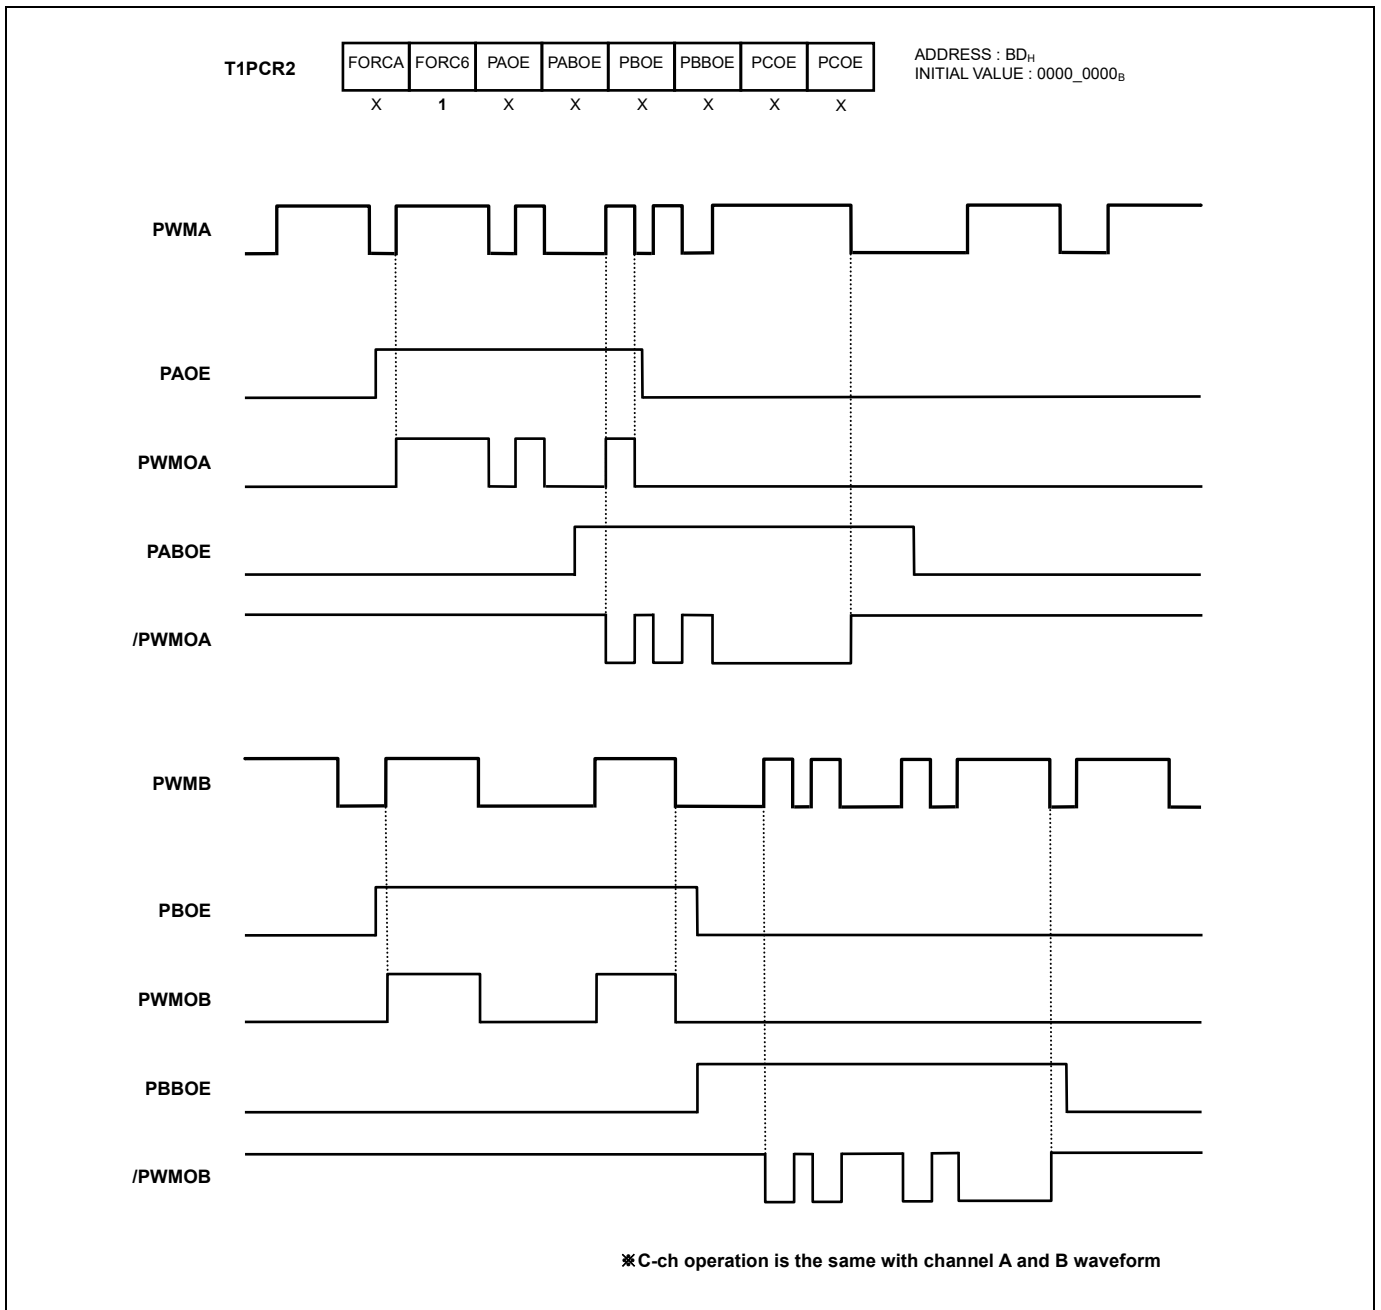 T1PCR2 FORCA FORC6 PAOE PABOE PBOE PBBOE PCOE PCOE
ADDRESS : BDH
INITIAL VALUE : 0000_0000B
X 1 X X X X X X
PWMA
PAOE
PWMOA
PABOE
/PWMOA
PWMB
PBOE
PWMOB
PBBOE
/PWMOB
※C-ch operation is the same with channel A and B waveform